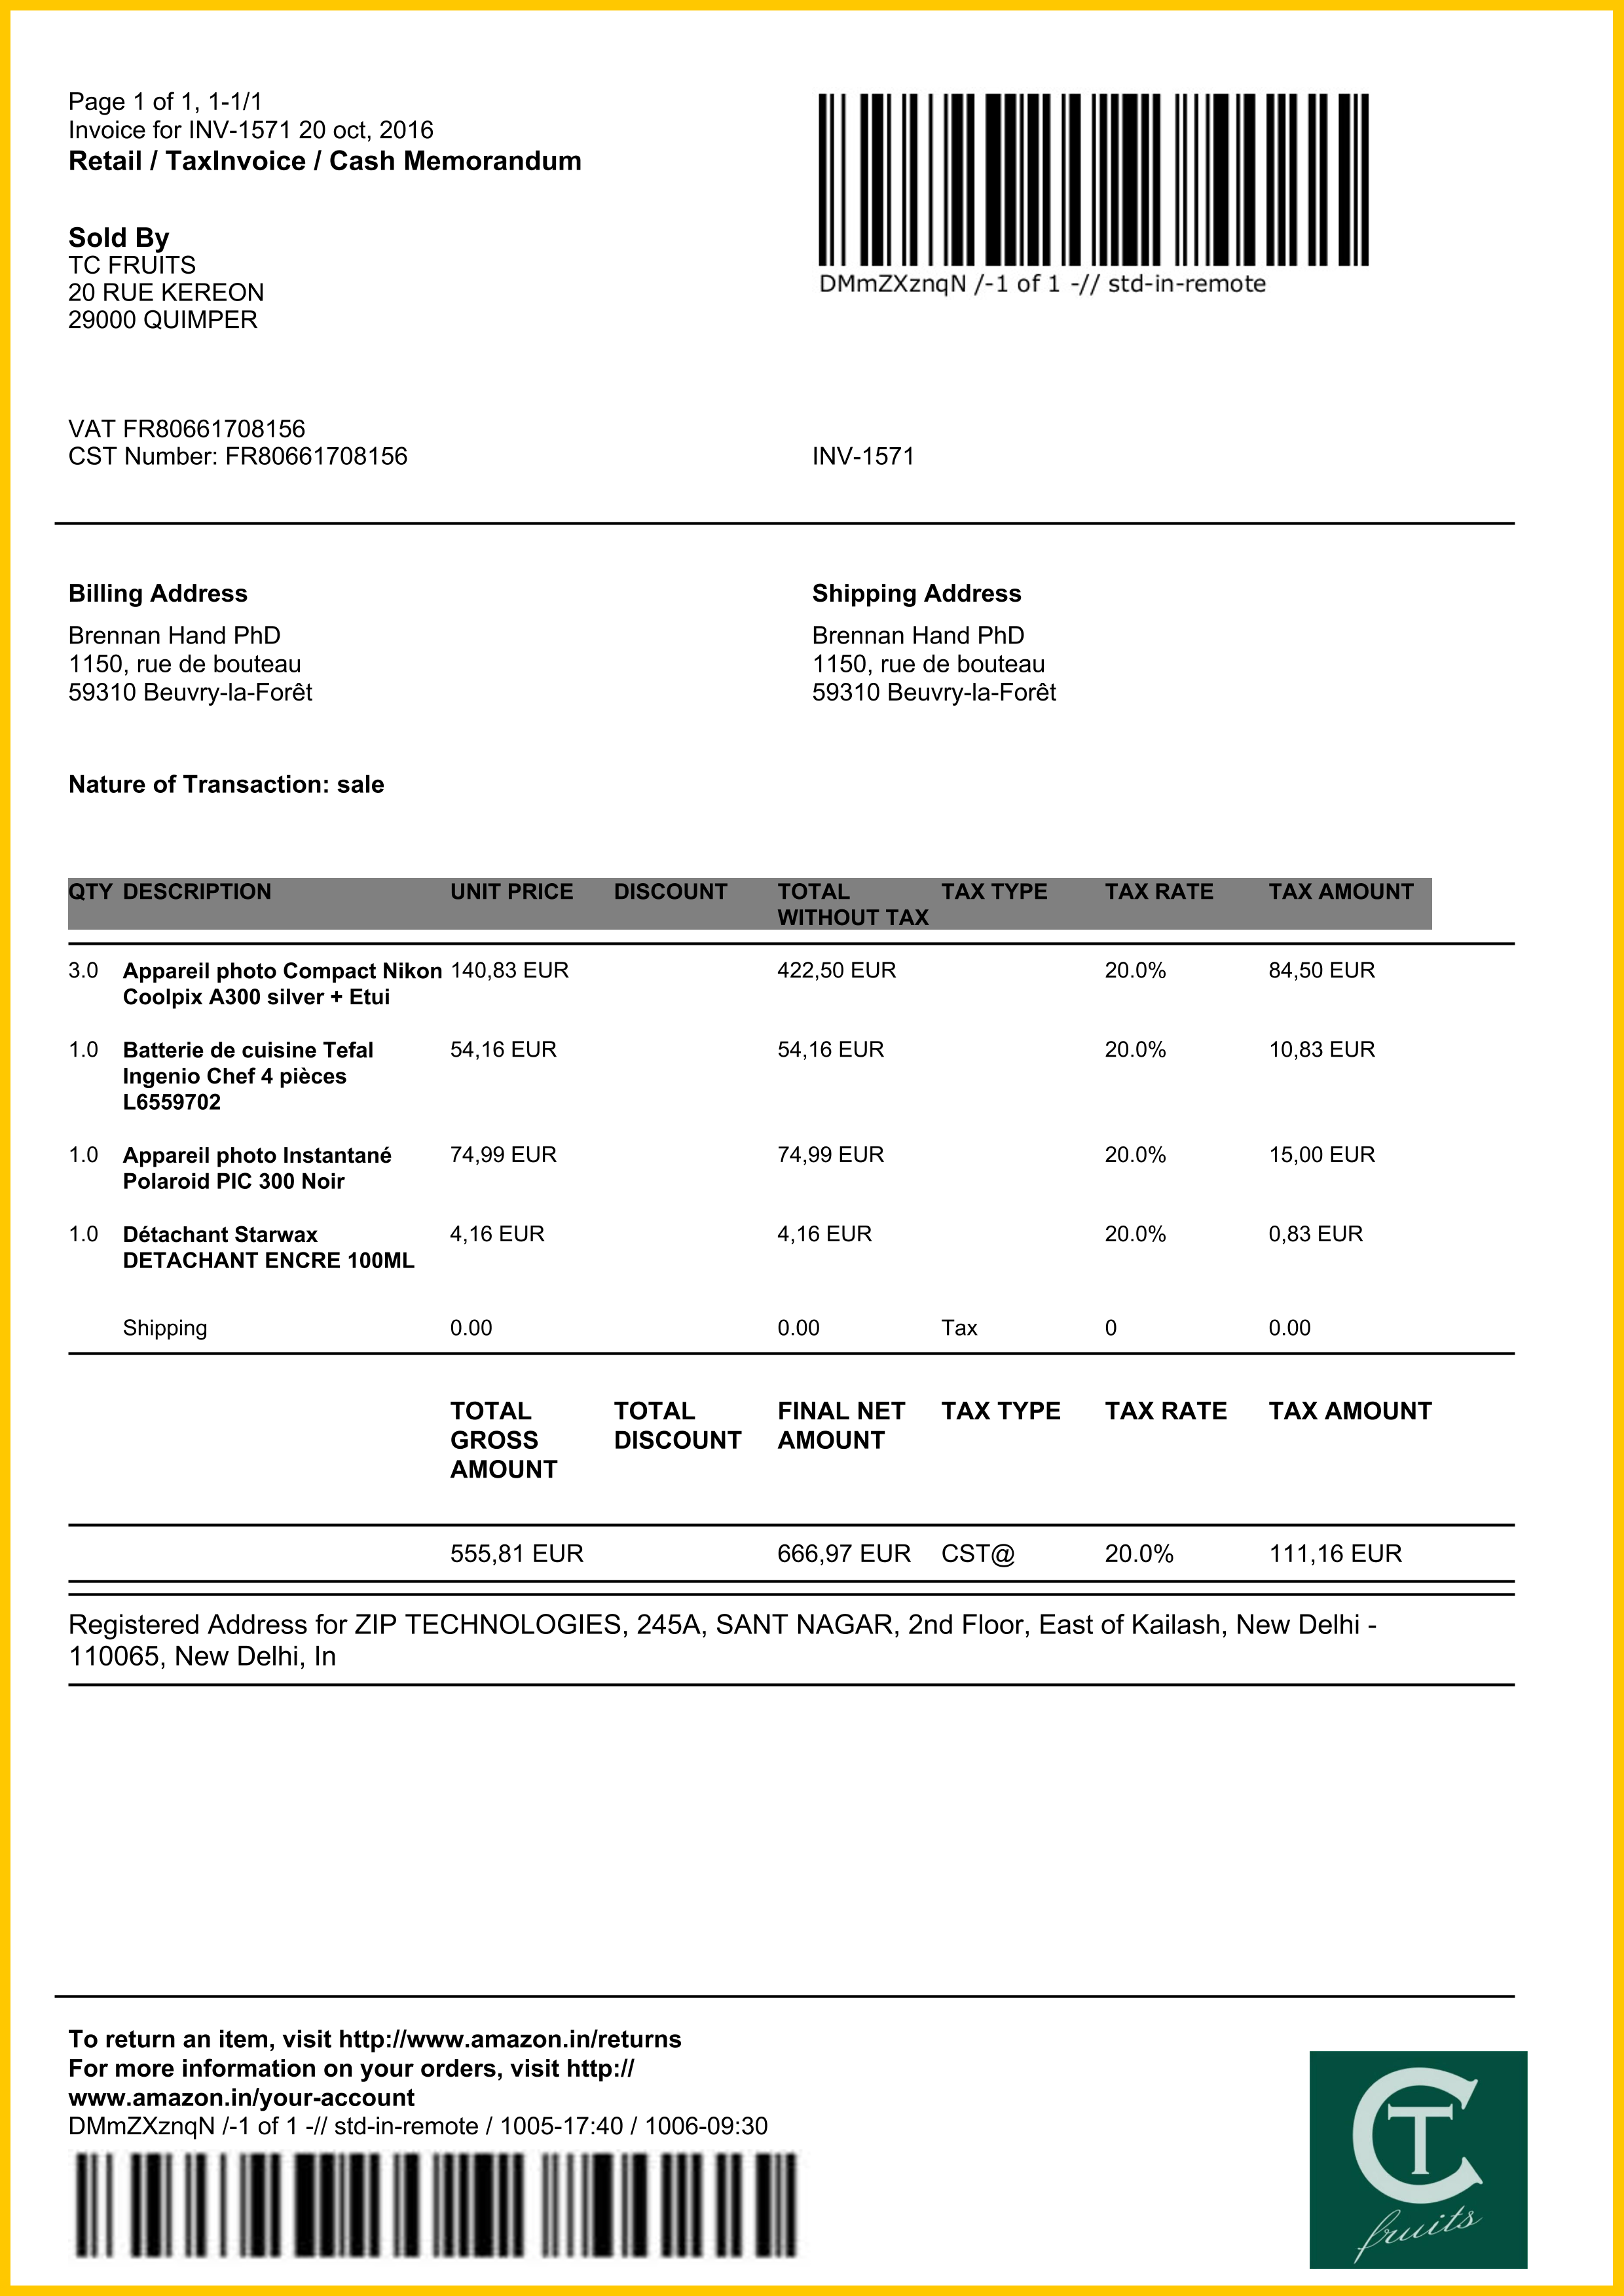 Page 1 of 1, 1-1/1
Invoice for INV-1571 20 oct, 2016
Retail / TaxInvoice / Cash Memorandum
DMmZXznqN /-1 of 1 -// std-in-remote
Sold By
TC FRUITS
20 RUE KEREON
29000 QUIMPER
VAT FR80661708156
CST Number: FR80661708156
INV-1571
Billing Address
Brennan Hand PhD
1150, rue de bouteau
59310 Beuvry-la-Forêt
Shipping Address
Brennan Hand PhD
1150, rue de bouteau
59310 Beuvry-la-Forêt
Nature of Transaction: sale
QTY DESCRIPTION UNIT PRICE DISCOUNT TOTAL TAX TYPE TAX RATE TAX AMOUNT
WITHOUT TAX
3.0 Appareil photo Compact Nikon 140,83 EUR 422,50 EUR 20.0% 84,50 EUR
Coolpix A300 silver + Etui
1.0 Batterie de cuisine Tefal 54,16 EUR 54,16 EUR 20.0% 10,83 EUR
Ingenio Chef 4 pièces
L6559702
1.0 Appareil photo Instantané 74,99 EUR 74,99 EUR 20.0% 15,00 EUR
Polaroid PIC 300 Noir
1.0 Détachant Starwax 4,16 EUR 4,16 EUR 20.0% 0,83 EUR
DETACHANT ENCRE 100ML
Shipping 0.00 0.00 Tax 0 0.00
TOTAL TOTAL FINAL NET TAX TYPE TAX RATE TAX AMOUNT
GROSS DISCOUNT AMOUNT
AMOUNT
555,81 EUR 666,97 EUR CST@ 20.0% 111,16 EUR
Registered Address for ZIP TECHNOLOGIES, 245A, SANT NAGAR, 2nd Floor, East of Kailash, New Delhi -
110065, New Delhi, In
To return an item, visit http://www.amazon.in/returns
For more information on your orders, visit http://
www.amazon.in/your-account
DMmZXznqN /-1 of 1 -// std-in-remote / 1005-17:40 / 1006-09:30
CT
fruits